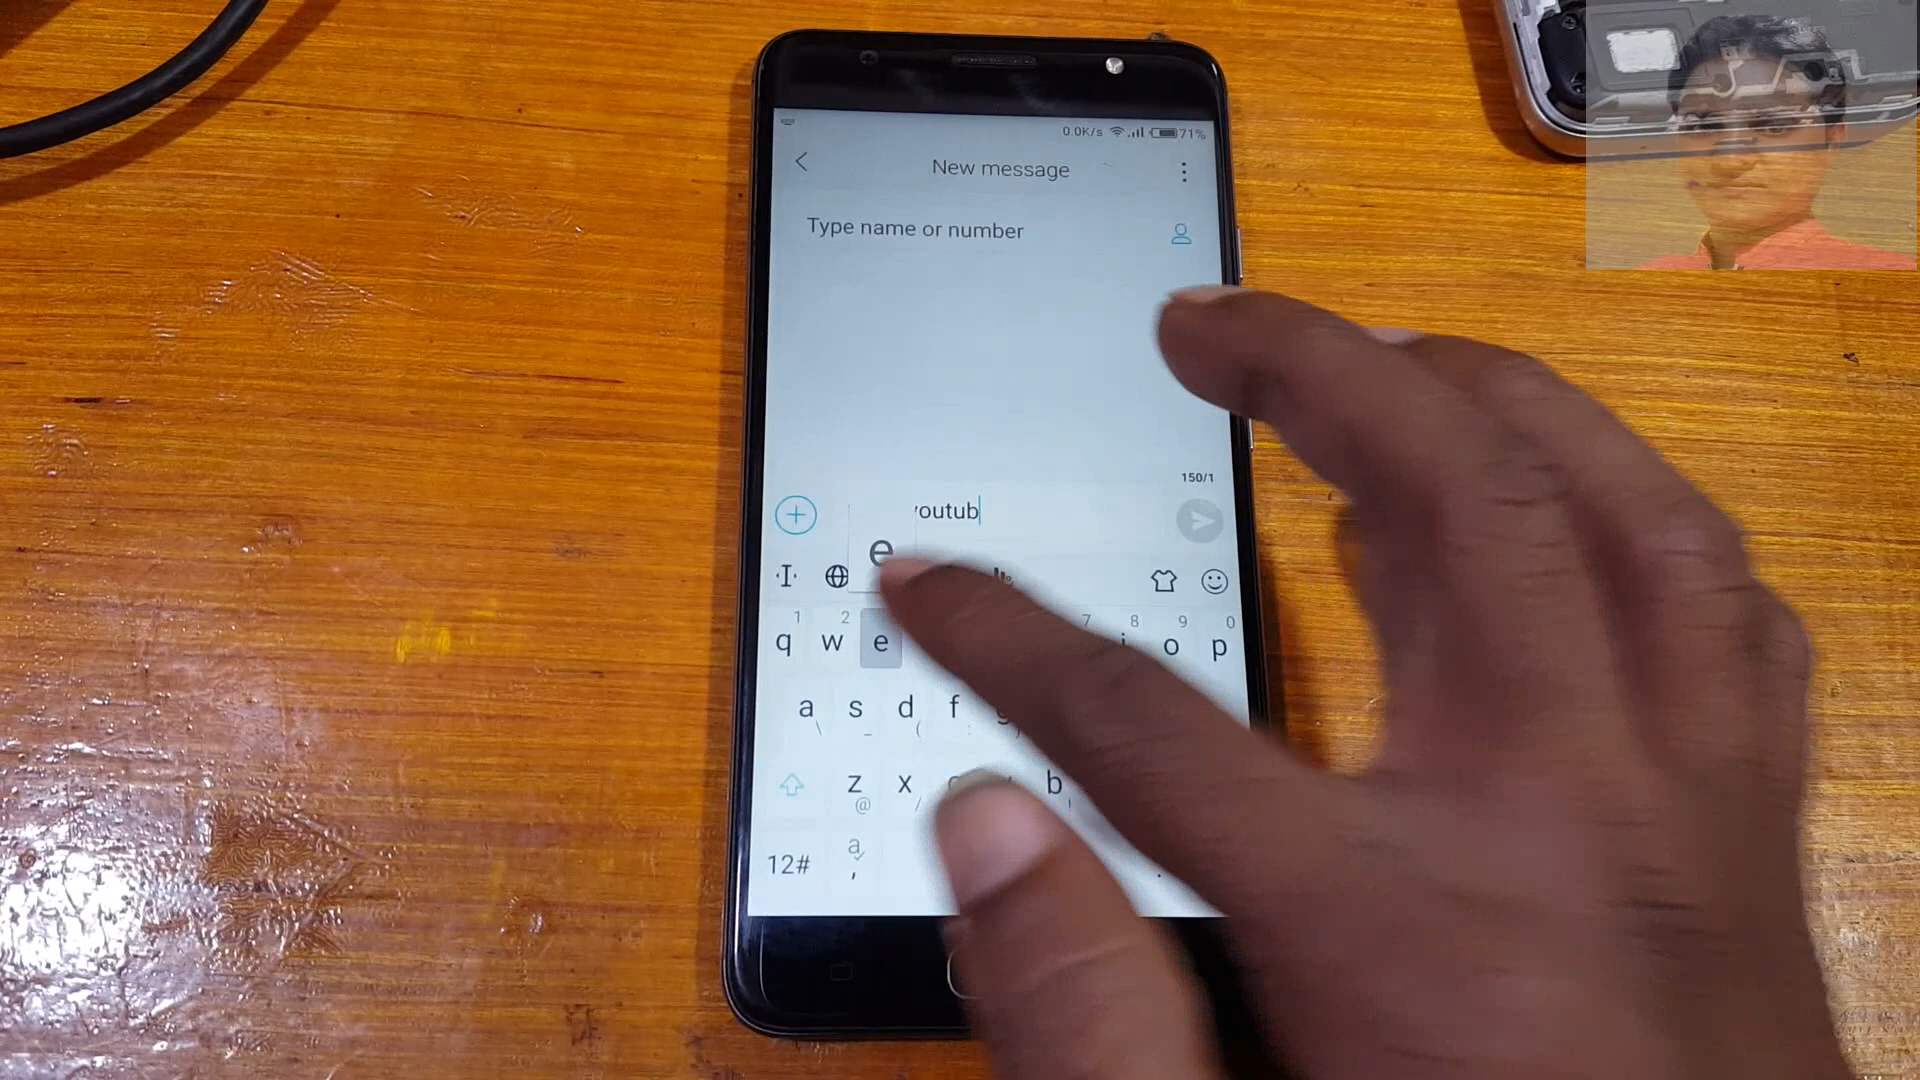 0.0K/s 71%
New message
Type name or number
150/1
outub
e
1 2 7 8 9 0
q w e i o p
a s d f g
\ _ ( : )
z x c v b
@ / !
12# a , .